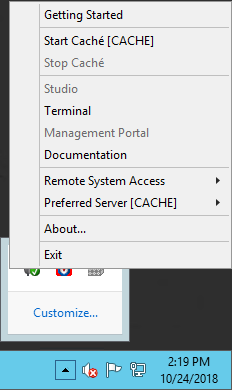 Getting Started
Start Caché [CACHE]
Stop Caché
Studio
Terminal
Management Portal
Documentation
Remote System Access
Preferred Server [CACHE]
About...
Exit
Customize...
2:19 PM
10/24/2018